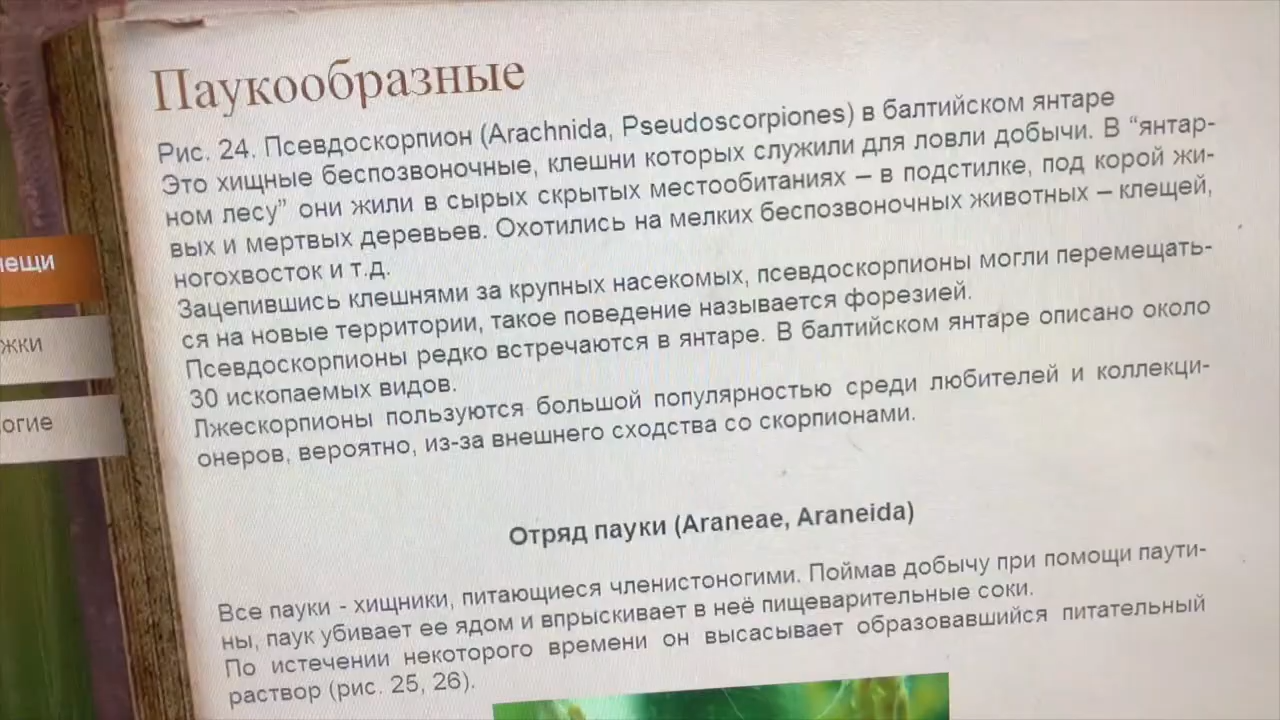 Паукообразные
Рис. 24. Псевдоскорпион (Arachnida, Pseudoscorpiones) в балтийском янтаре
Это хищные беспозвоночные, клешни которых служили для ловли добычи. В “янтар-
ном лесу” они жили в сырых скрытых местообитаниях – в подстилке, под корой жи-
вых и мертвых деревьев. Охотились на мелких беспозвоночных животных – клещей,
ногохвосток и т.д.
Зацепившись клешнями за крупных насекомых, псевдоскорпионы могли перемещать-
ся на новые территории, такое поведение называется форезией.
Псевдоскорпионы редко встречаются в янтаре. В балтийском янтаре описано около
30 ископаемых видов.
Лжескорпионы пользуются большой популярностью среди любителей и коллекци-
онеров, вероятно, из-за внешнего сходства со скорпионами.
Отряд пауки (Araneae, Araneida)
Все пауки - хищники, питающиеся членистоногими. Поймав добычу при помощи паути-
ны, паук убивает ее ядом и впрыскивает в неё пищеварительные соки.
По истечении некоторого времени он высасывает образовавшийся питательный
раствор (рис. 25, 26).
жки
огие